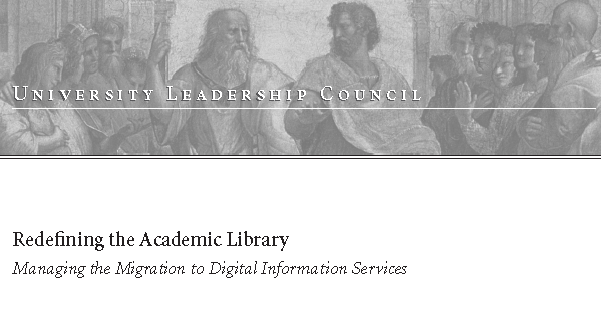 University Leadership Council
Redefining the Academic Library
Managing the Migration to Digital Information Services